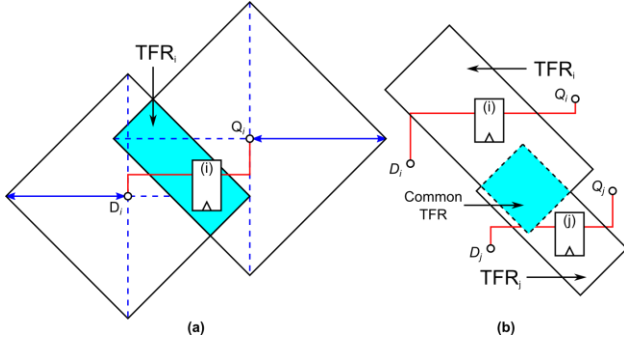 TFRi
Qi
(i)
Di
(a)
TFRi
Qi
(i)
Di
Common
TFR
Qj
(j)
Dj
TFRj
(b)